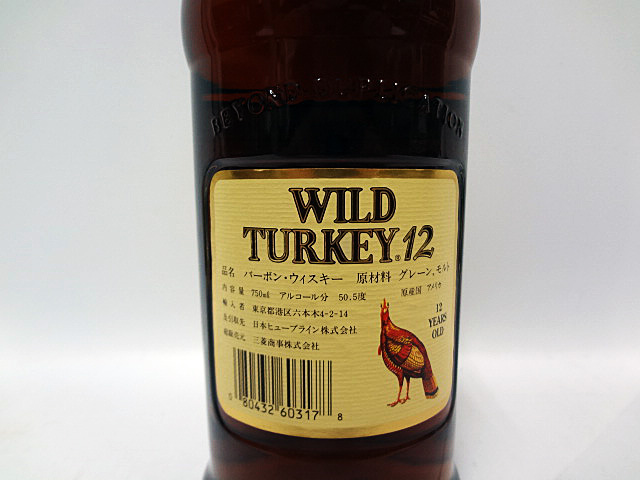 BEYOND DUPLICATION
WILD
TURKEY® 12
品名 バーボン・ウィスキー 原材料 グレーン、モルト
内容量 750ml アルコール分 50.5度 原産国 アメリカ
輸入者 東京都港区六本木4-2-14
引取先 日本ヒューブライン株式会社
総販売元 三菱商事株式会社
12
YEARS
OLD
0 80432 60317 8